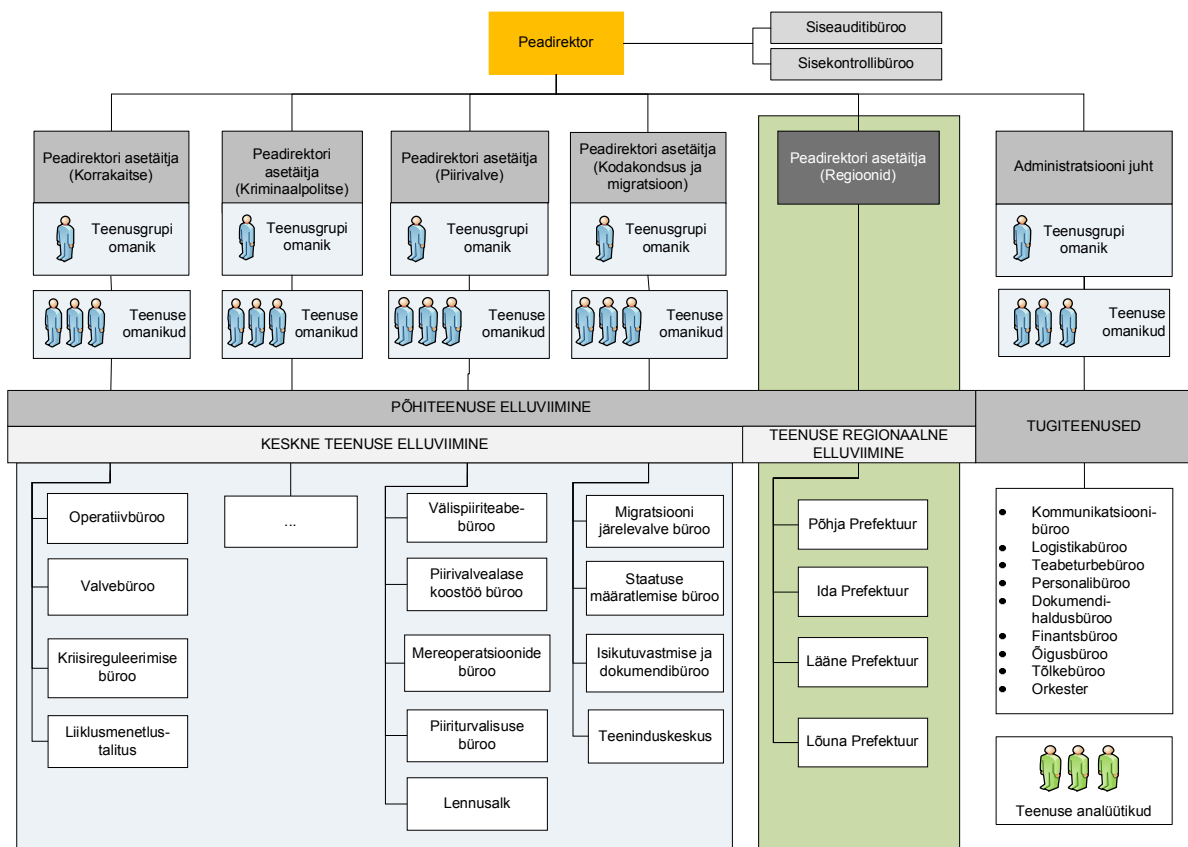 Peadirektor
Siseauditibüroo
Sisekontrollibüroo
Peadirektori asetäitja
(Korrakaitse)
Teenusgrupi
omanik
Teenuse
omanikud
Peadirektori
asetäitja
(Kriminaalpolitse)
Teenusgrupi
omanik
Teenuse
omanikud
Peadirektori asetäitja
(Piirivalve)
Teenusgrupi
omanik
Teenuse
omanikud
Peadirektori asetäitja
(Kodakondsus ja
migratsioon)
Teenusgrupi
omanik
Teenuse
omanikud
Peadirektori asetäitja
(Regioonid)
Administratsiooni juht
Teenusgrupi
omanik
Teenuse
omanikud
PÕHITEENUSE ELLUVIIMINE
KESKNE TEENUSE ELLUVIIMINE
TEENUSE REGIONAALNE
ELLUVIIMINE
TUGITEENUSED
Operatiivbüroo
Valvebüroo
Kriisireguleerimise
büroo
Liiklusmenetlus-
talitus
...
Välispiiriteabe-
büroo
Piirivalvealase
koostöö büroo
Mereoperatsioonide
büroo
Piiriturvalisuse
büroo
Lennusalk
Migratsiooni
järelevalve büroo
Staatuse
määratlemise büroo
Isikutuvastmise ja
dokumendibüroo
Teeninduskeskus
Põhja Prefektuur
Ida Prefektuur
Lääne Prefektuur
Lõuna Prefektuur
• Kommunikatsiooni-
büroo
• Logistikabüroo
• Teabeturbebüroo
• Personalibüroo
• Dokumendi-
haldusbüroo
• Finantsbüroo
• Õigusbüroo
• Tõlkebüroo
• Orkester
Teenuse analüütikud